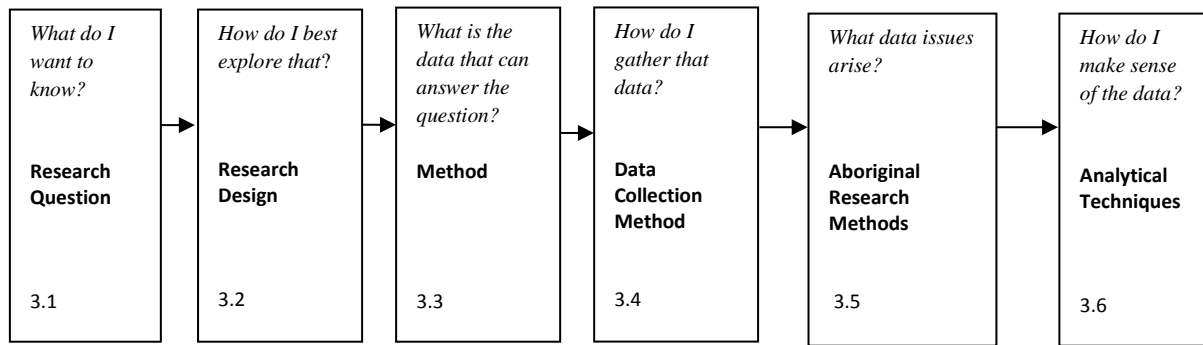 What do I
want to
know?
Research
Question
3.1
How do I best
explore that?
Research
Design
3.2
What is the
data that can
answer the
question?
Method
3.3
How do I
gather that
data?
Data
Collection
Method
3.4
What data issues
arise?
Aboriginal
Research
Methods
3.5
How do I
make sense
of the data?
Analytical
Techniques
3.6